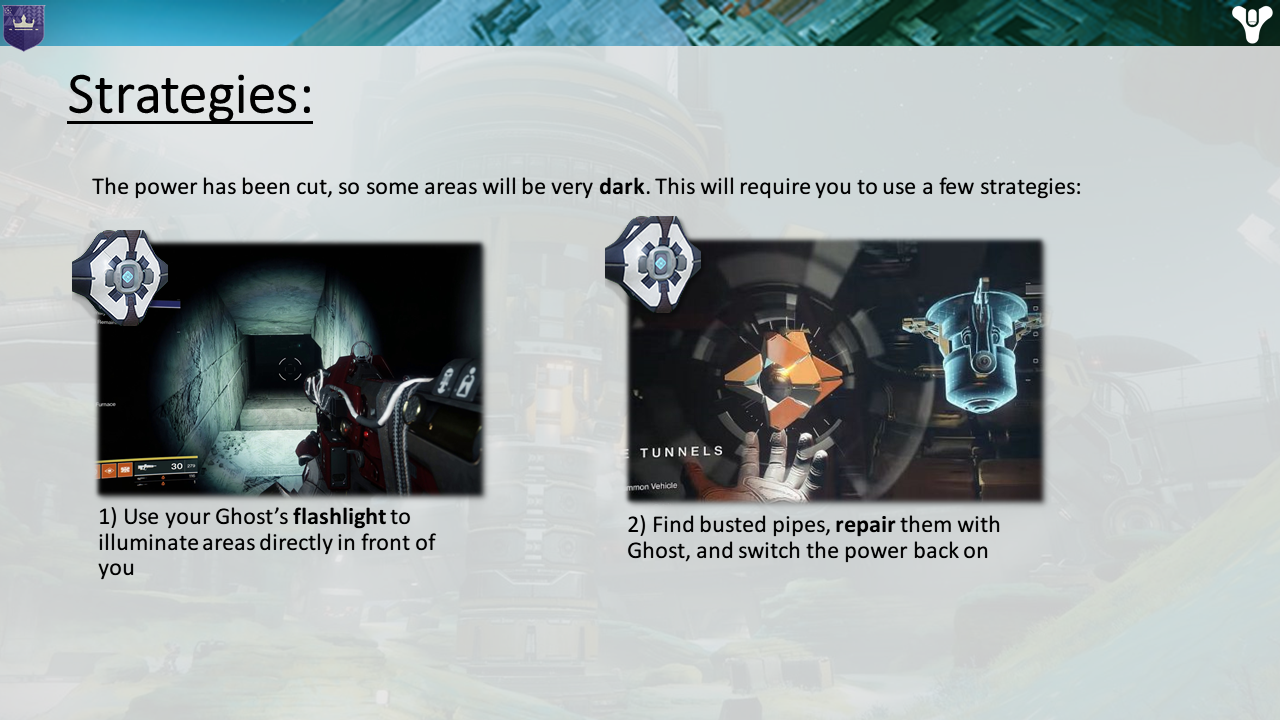 Strategies:
The power has been cut, so some areas will be very dark. This will require you to use a few strategies:
30
E TUNNELS
mmon Vehicle
urnace
1) Use your Ghost's flashlight to
illuminate areas directly in front of
you
2) Find busted pipes, repair them with
Ghost, and switch the power back on